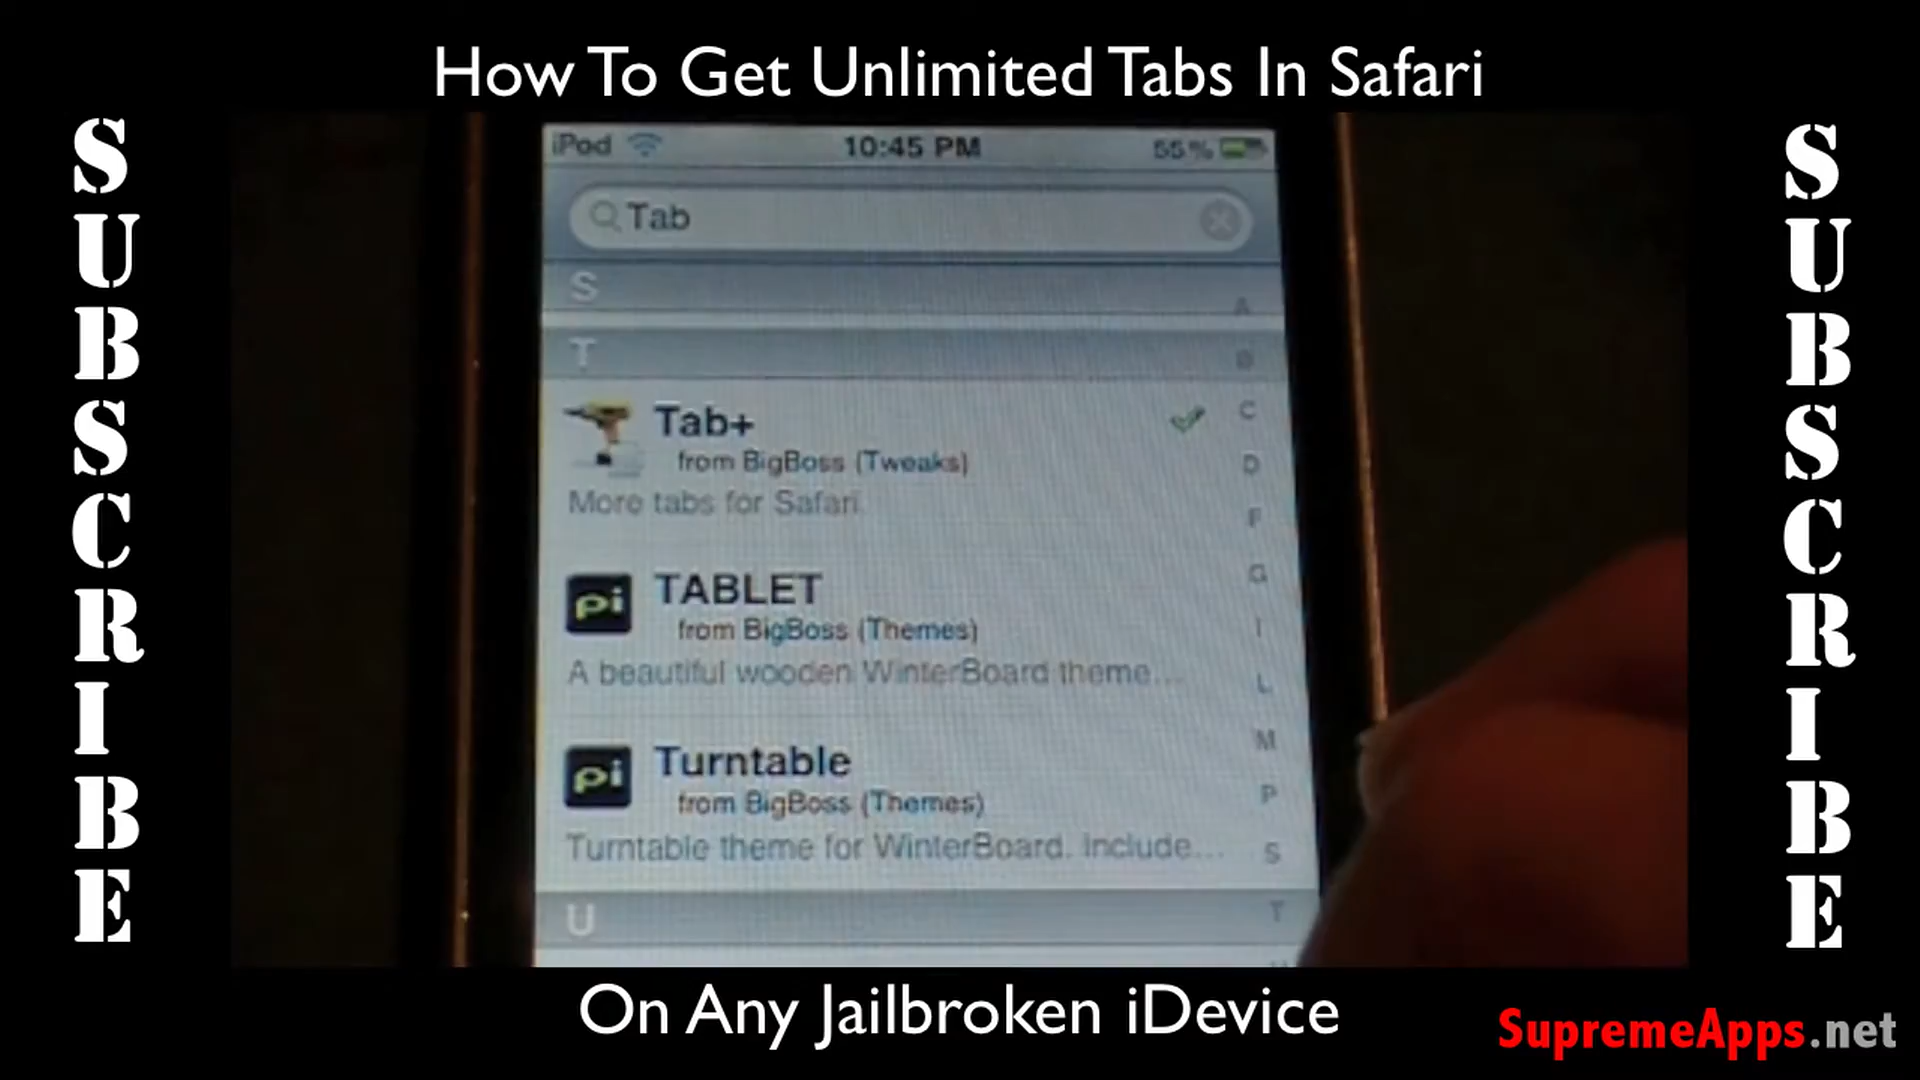 How To Get Unlimited Tabs In Safari
SUBSCRIBE
iPod 10:45 PM 55%
Tab
S
T
Tab+
from BigBoss (Tweaks)
More tabs for Safari
TABLET
from BigBoss (Themes)
A beautiful wooden WinterBoard theme...
Turntable
from BigBoss (Themes)
Turntable theme for WinterBoard. Include...
U
A
B
C
D
F
G
I
L
M
P
S
T
SUBSCRIBE
On Any Jailbroken iDevice
SupremeApps.net